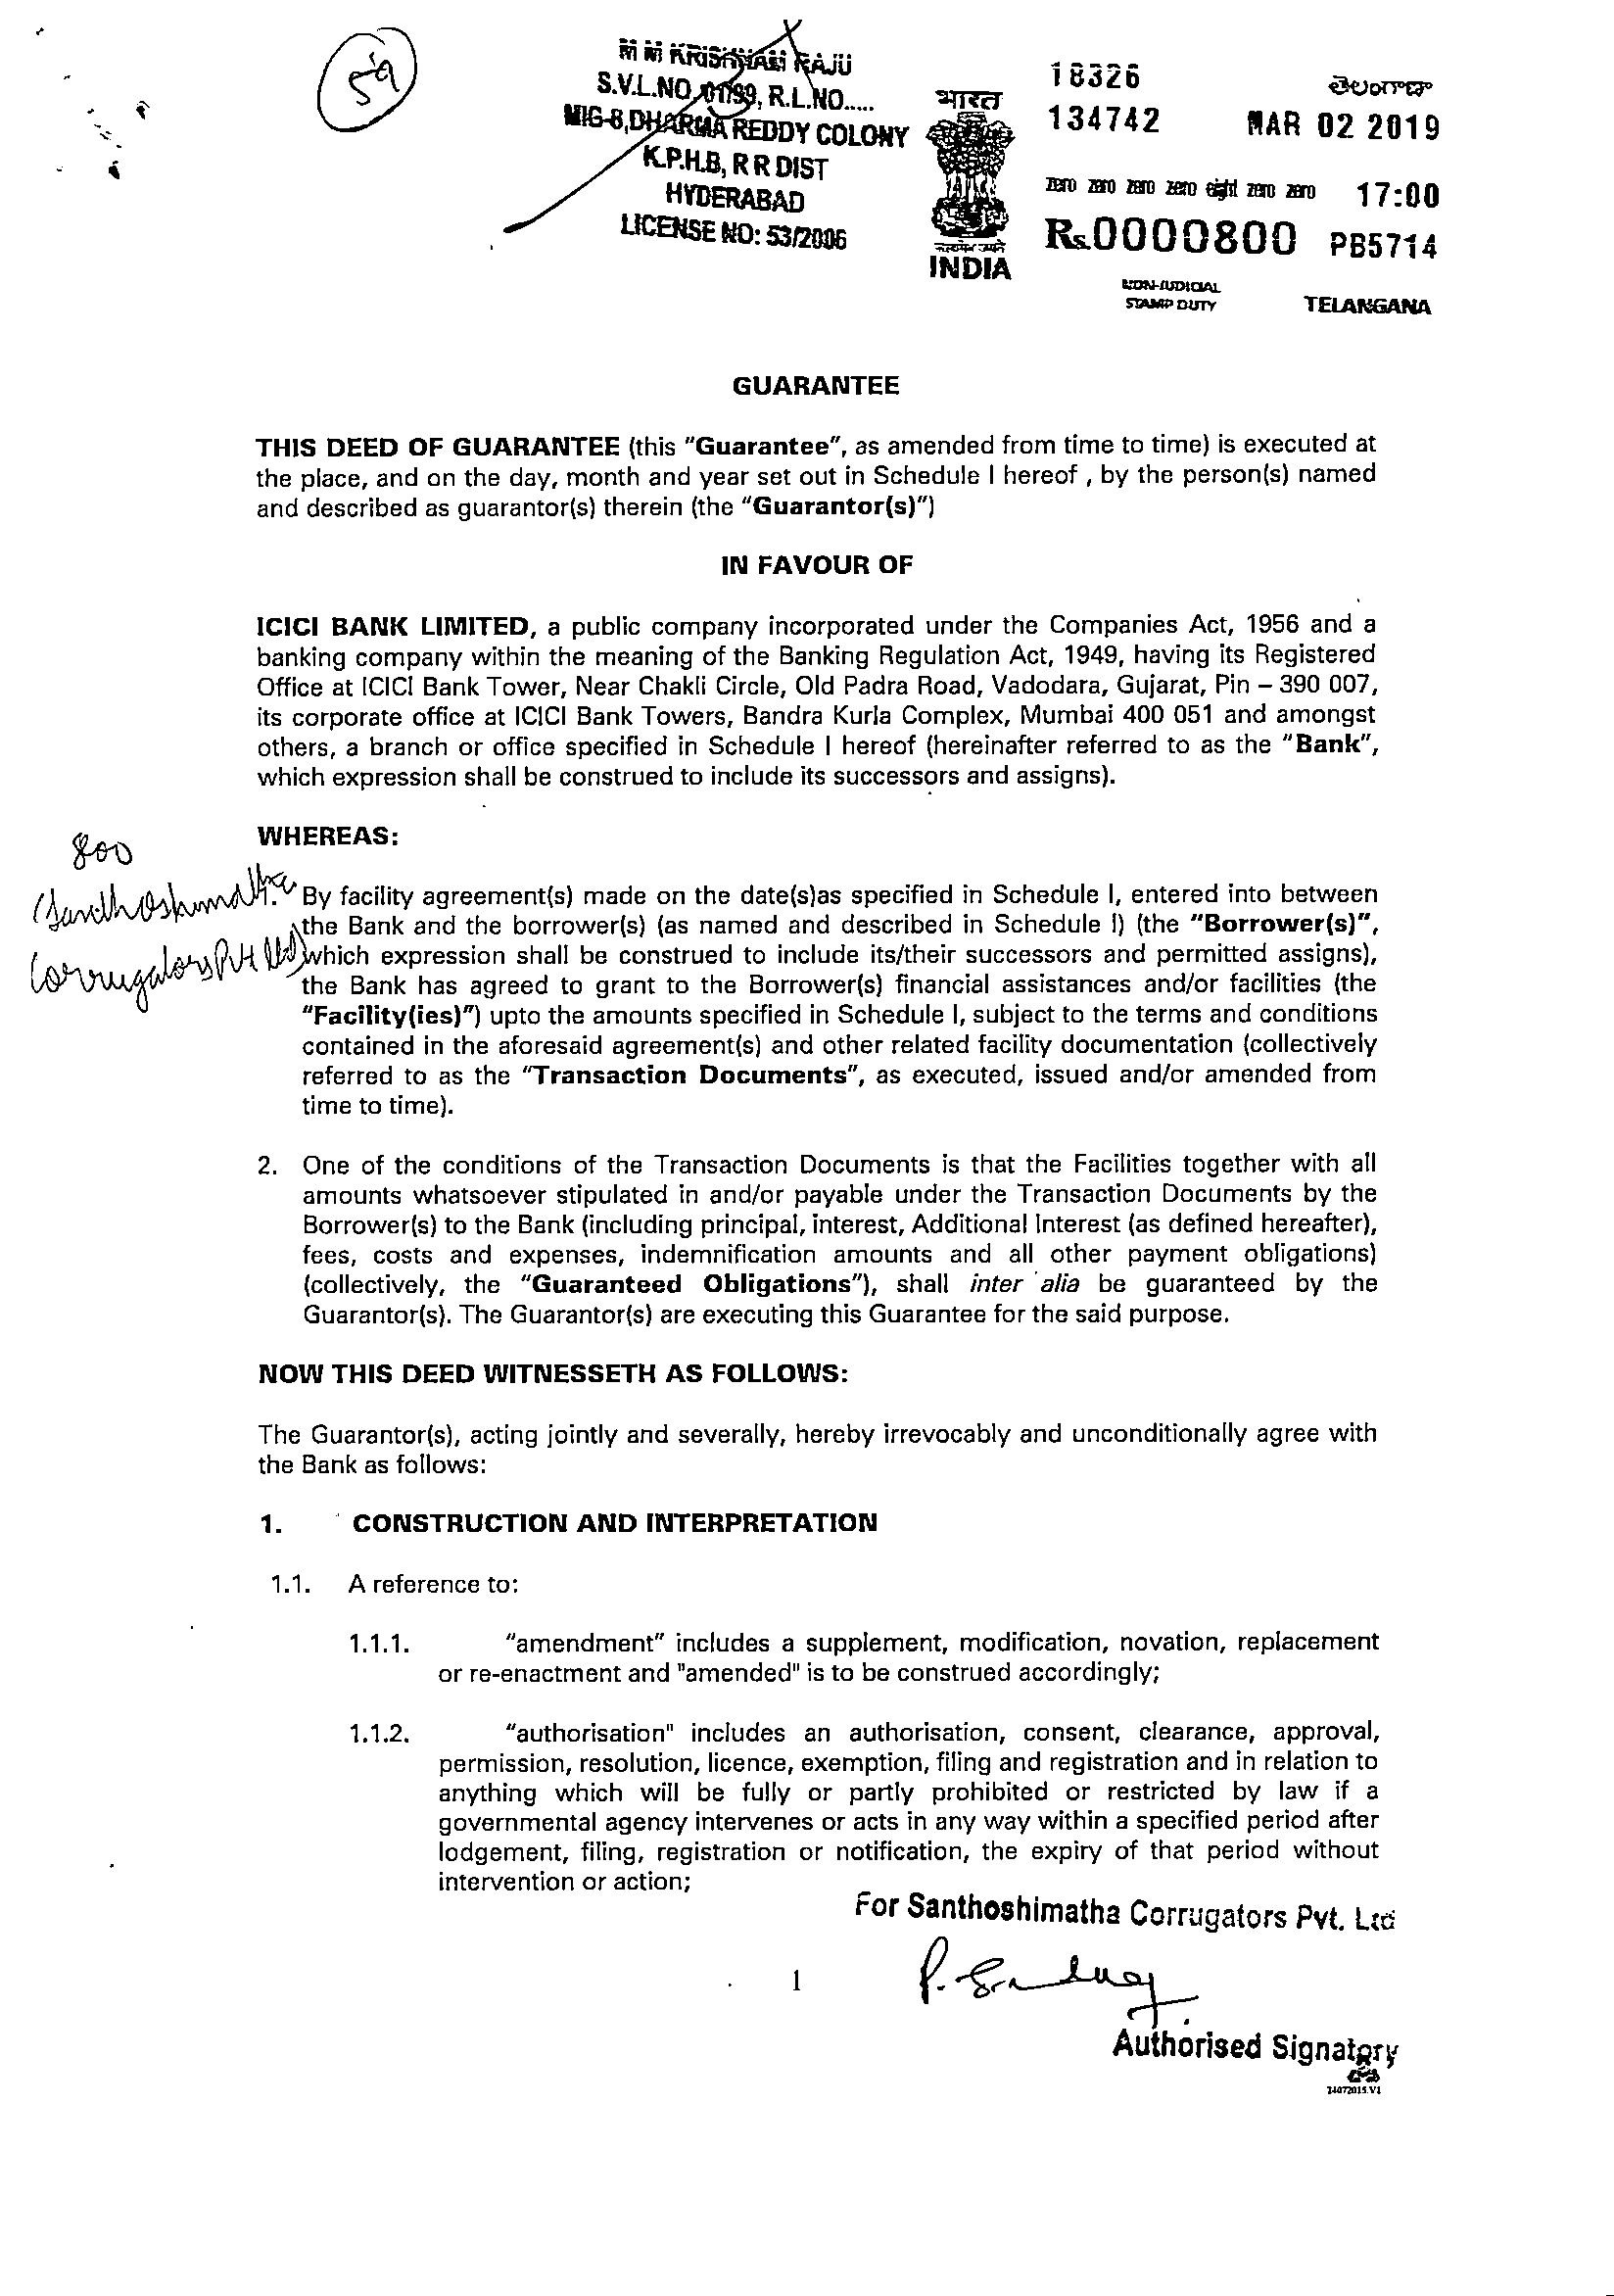 59
M M KRISHNAM RAJU
S.V.L.NO.01/99, R.L.NO.....
MIG-8,DHARMA REDDY COLONY
K.P.H.B, R R DIST
HYDERABAD
LICENSE NO: 53/2006
भारत
सत्यमेव जयते
INDIA
18326
తెలంగాణ
134742 MAR 02 2019
zero zero zero zero eight zero zero 17:00
Rs.0000800 PB5714
NON-JUDICIAL
STAMP DUTY TELANGANA
GUARANTEE
THIS DEED OF GUARANTEE (this "Guarantee", as amended from time to time) is executed at
the place, and on the day, month and year set out in Schedule I hereof , by the person(s) named
and described as guarantor(s) therein (the "Guarantor(s)")
IN FAVOUR OF
ICICI BANK LIMITED, a public company incorporated under the Companies Act, 1956 and a
banking company within the meaning of the Banking Regulation Act, 1949, having its Registered
Office at ICICI Bank Tower, Near Chakli Circle, Old Padra Road, Vadodara, Gujarat, Pin – 390 007,
its corporate office at ICICI Bank Towers, Bandra Kurla Complex, Mumbai 400 051 and amongst
others, a branch or office specified in Schedule I hereof (hereinafter referred to as the "Bank",
which expression shall be construed to include its successors and assigns).
WHEREAS:
800
(Santhoshimatha
Corrugators Pvt Ltd)
1. By facility agreement(s) made on the date(s)as specified in Schedule I, entered into between
the Bank and the borrower(s) (as named and described in Schedule I) (the "Borrower(s)",
which expression shall be construed to include its/their successors and permitted assigns),
the Bank has agreed to grant to the Borrower(s) financial assistances and/or facilities (the
"Facility(ies)") upto the amounts specified in Schedule I, subject to the terms and conditions
contained in the aforesaid agreement(s) and other related facility documentation (collectively
referred to as the "Transaction Documents", as executed, issued and/or amended from
time to time).
2. One of the conditions of the Transaction Documents is that the Facilities together with all
amounts whatsoever stipulated in and/or payable under the Transaction Documents by the
Borrower(s) to the Bank (including principal, interest, Additional Interest (as defined hereafter),
fees, costs and expenses, indemnification amounts and all other payment obligations)
(collectively, the "Guaranteed Obligations"), shall inter alia be guaranteed by the
Guarantor(s). The Guarantor(s) are executing this Guarantee for the said purpose.
NOW THIS DEED WITNESSETH AS FOLLOWS:
The Guarantor(s), acting jointly and severally, hereby irrevocably and unconditionally agree with
the Bank as follows:
1. CONSTRUCTION AND INTERPRETATION
1.1. A reference to:
1.1.1. "amendment" includes a supplement, modification, novation, replacement
or re-enactment and "amended" is to be construed accordingly;
1.1.2. "authorisation" includes an authorisation, consent, clearance, approval,
permission, resolution, licence, exemption, filing and registration and in relation to
anything which will be fully or partly prohibited or restricted by law if a
governmental agency intervenes or acts in any way within a specified period after
lodgement, filing, registration or notification, the expiry of that period without
intervention or action;
For Santhoshimatha Corrugators Pvt. Ltd
1
Authorised Signatory
24072015.V1